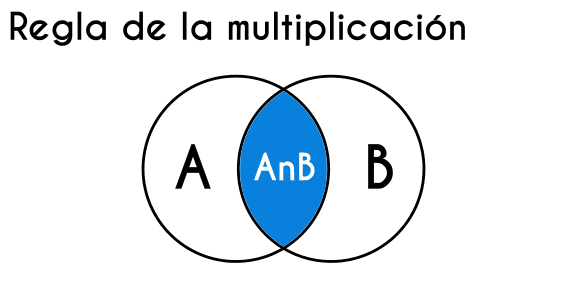 Regla de la multiplicación
A AnB B